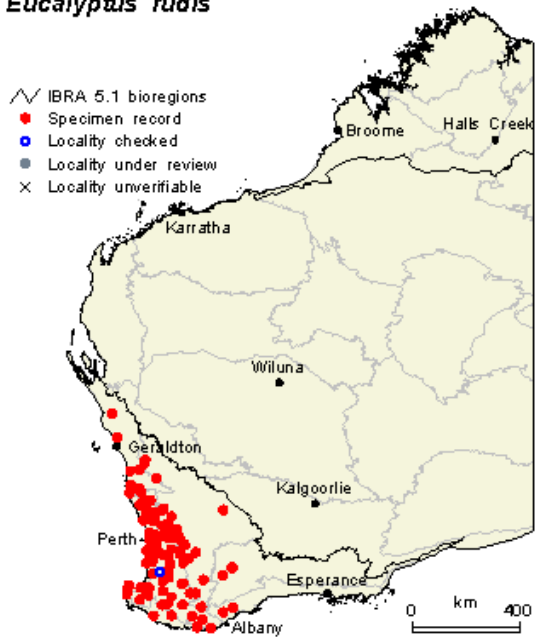 Eucalyptus rudis
IBRA 5.1 bioregions
Specimen record
Locality checked
Locality under review
Locality unverifiable
Broome
Halls Creek
Karratha
Wiluna
Geraldton
Kalgoorlie
Perth
Esperance
Albany
km
0 400